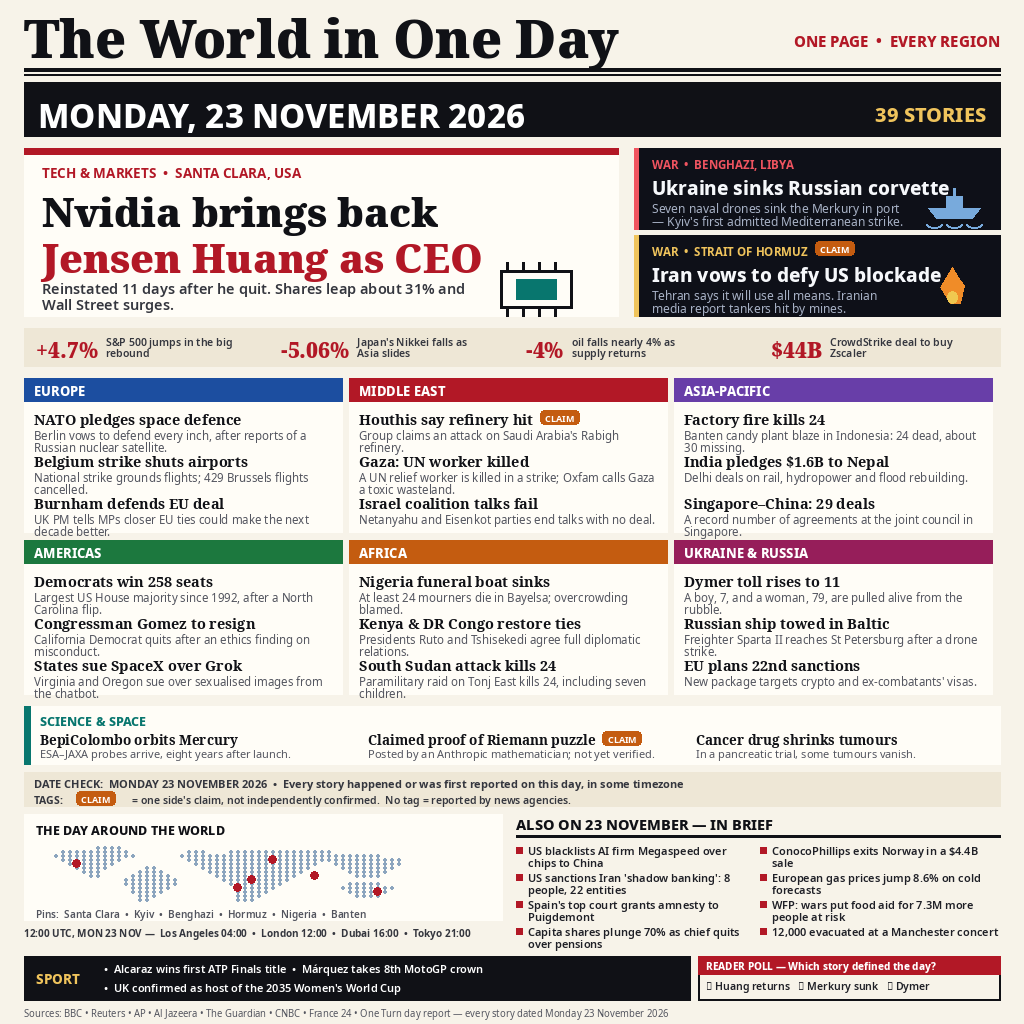 The World in One Day
ONE PAGE • EVERY REGION
MONDAY, 23 NOVEMBER 2026
39 STORIES
TECH & MARKETS • SANTA CLARA, USA
Nvidia brings back
Jensen Huang as CEO
Reinstated 11 days after he quit. Shares leap about 31% and
Wall Street surges.
WAR • BENGHAZI, LIBYA
Ukraine sinks Russian corvette
Seven naval drones sink the Merkury in port
— Kyiv's first admitted Mediterranean strike.
WAR • STRAIT OF HORMUZ CLAIM
Iran vows to defy US blockade
Tehran says it will use all means. Iranian
media report tankers hit by mines.
+4.7% S&P 500 jumps in the big
rebound
-5.06% Japan's Nikkei falls as
Asia slides
-4% oil falls nearly 4% as
supply returns
$44B CrowdStrike deal to buy
Zscaler
EUROPE
NATO pledges space defence
Berlin vows to defend every inch, after reports of a
Russian nuclear satellite.
Belgium strike shuts airports
National strike grounds flights; 429 Brussels flights
cancelled.
Burnham defends EU deal
UK PM tells MPs closer EU ties could make the next
decade better.
MIDDLE EAST
Houthis say refinery hit CLAIM
Group claims an attack on Saudi Arabia's Rabigh
refinery.
Gaza: UN worker killed
A UN relief worker is killed in a strike; Oxfam calls Gaza
a toxic wasteland.
Israel coalition talks fail
Netanyahu and Eisenkot parties end talks with no deal.
ASIA-PACIFIC
Factory fire kills 24
Banten candy plant blaze in Indonesia: 24 dead, about
30 missing.
India pledges $1.6B to Nepal
Delhi deals on rail, hydropower and flood rebuilding.
Singapore–China: 29 deals
A record number of agreements at the joint council in
Singapore.
AMERICAS
Democrats win 258 seats
Largest US House majority since 1992, after a North
Carolina flip.
Congressman Gomez to resign
California Democrat quits after an ethics finding on
misconduct.
States sue SpaceX over Grok
Virginia and Oregon sue over sexualised images from
the chatbot.
AFRICA
Nigeria funeral boat sinks
At least 24 mourners die in Bayelsa; overcrowding
blamed.
Kenya & DR Congo restore ties
Presidents Ruto and Tshisekedi agree full diplomatic
relations.
South Sudan attack kills 24
Paramilitary raid on Tonj East kills 24, including seven
children.
UKRAINE & RUSSIA
Dymer toll rises to 11
A boy, 7, and a woman, 79, are pulled alive from the
rubble.
Russian ship towed in Baltic
Freighter Sparta II reaches St Petersburg after a drone
strike.
EU plans 22nd sanctions
New package targets crypto and ex-combatants' visas.
SCIENCE & SPACE
BepiColombo orbits Mercury
ESA–JAXA probes arrive, eight years after launch.
Claimed proof of Riemann puzzle CLAIM
Posted by an Anthropic mathematician; not yet verified.
Cancer drug shrinks tumours
In a pancreatic trial, some tumours vanish.
DATE CHECK: MONDAY 23 NOVEMBER 2026 • Every story happened or was first reported on this day, in some timezone
TAGS: CLAIM = one side's claim, not independently confirmed. No tag = reported by news agencies.
THE DAY AROUND THE WORLD
Pins: Santa Clara • Kyiv • Benghazi • Hormuz • Nigeria • Banten
12:00 UTC, MON 23 NOV — Los Angeles 04:00 • London 12:00 • Dubai 16:00 • Tokyo 21:00
ALSO ON 23 NOVEMBER — IN BRIEF
US blacklists AI firm Megaspeed over
chips to China
US sanctions Iran 'shadow banking': 8
people, 22 entities
Spain's top court grants amnesty to
Puigdemont
Capita shares plunge 70% as chief quits
over pensions
ConocoPhillips exits Norway in a $4.4B
sale
European gas prices jump 8.6% on cold
forecasts
WFP: wars put food aid for 7.3M more
people at risk
12,000 evacuated at a Manchester concert
SPORT
• Alcaraz wins first ATP Finals title • Márquez takes 8th MotoGP crown
• UK confirmed as host of the 2035 Women's World Cup
READER POLL — Which story defined the day?
Huang returns Merkury sunk Dymer
Sources: BBC • Reuters • AP • Al Jazeera • The Guardian • CNBC • France 24 • One Turn day report — every story dated Monday 23 November 2026